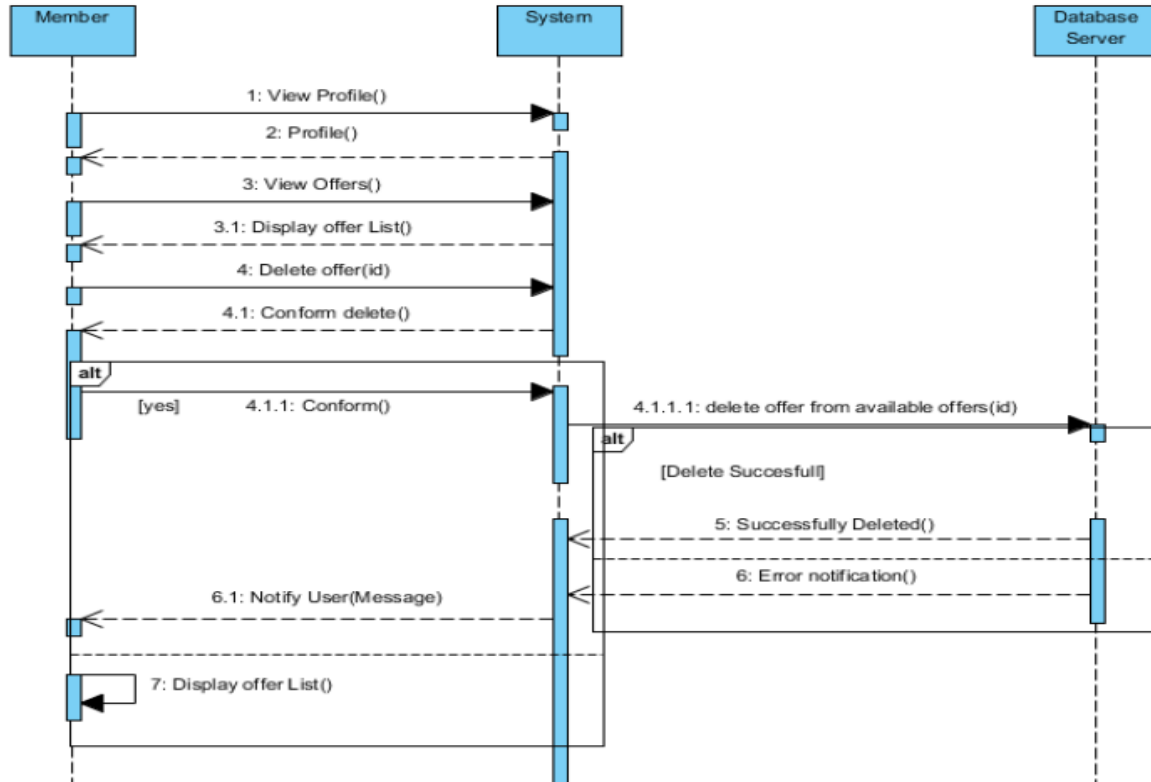 Member
System
Database
Server
1: View Profile()
2: Profile()
3: View Offers()
3.1: Display offer List()
4: Delete offer(id)
4.1: Conform delete()
alt
[yes]
4.1.1: Conform()
4.1.1.1: delete offer from available offers(id)
alt
[Delete Succesfull]
5: Successfully Deleted()
6: Error notification()
6.1: Notify User(Message)
7: Display offer List()